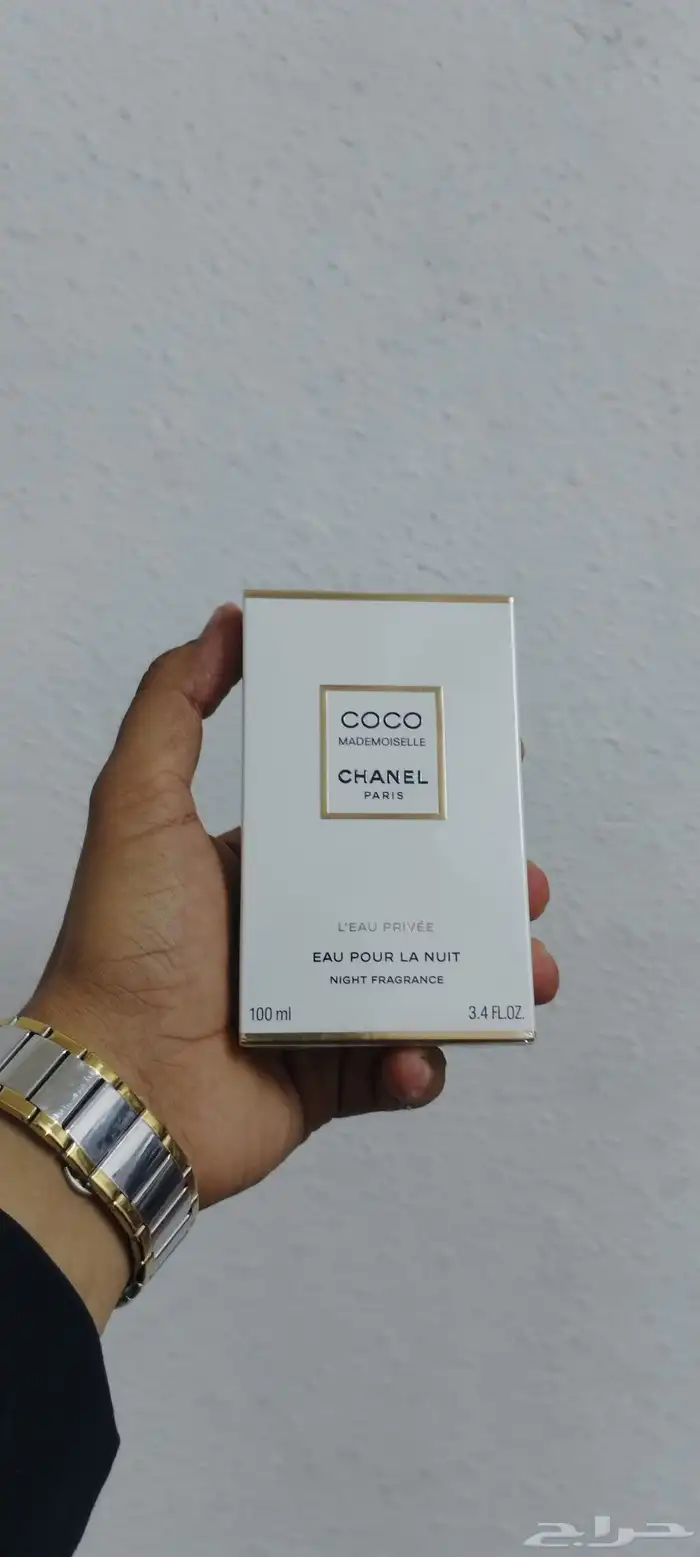 COCO
MADEMOISELLE
CHANEL
PARIS
L'EAU PRIVÉE
EAU POUR LA NUIT
NIGHT FRAGRANCE
100 ml 3.4 FL.OZ.
حراج